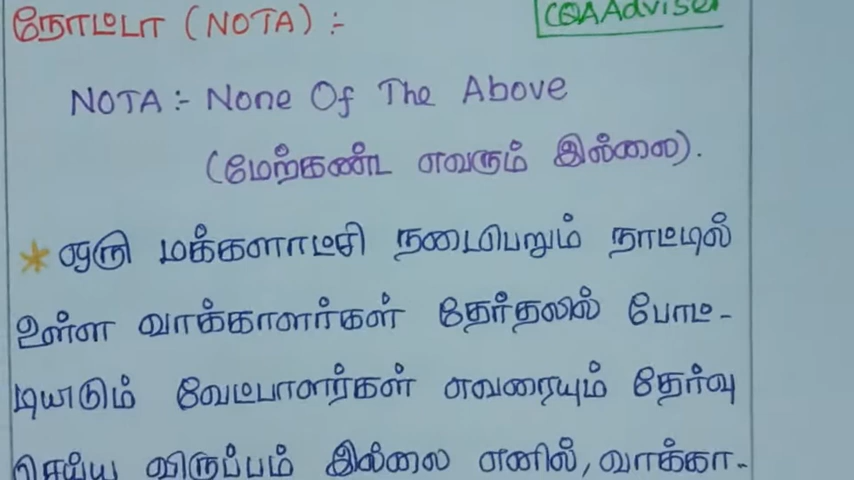 நோட்டா (NOTA) :-
CQAAdviser
NOTA :- None Of The Above
(மேற்கண்ட எவரும் இல்லை).
* ஒரு மக்களாட்சி நடைபெறும் நாட்டில்
உள்ள வாக்காளர்கள் தேர்தலில் போட்-
டியிடும் வேட்பாளர்கள் எவரையும் தேர்வு
செய்ய விருப்பம் இல்லை எனில், வாக்கா-